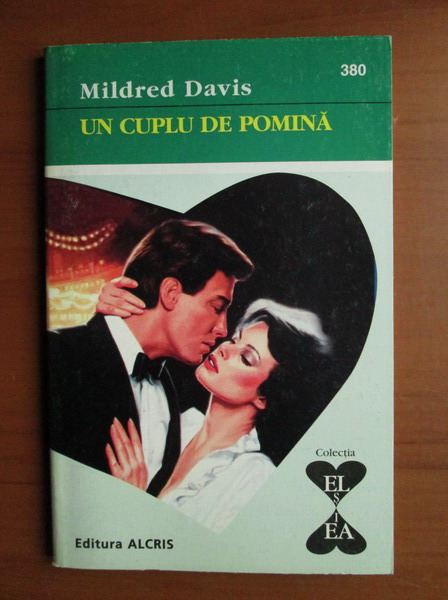 380
Mildred Davis
UN CUPLU DE POMINĂ
Colecția
EL
ȘI
EA
Editura ALCRIS